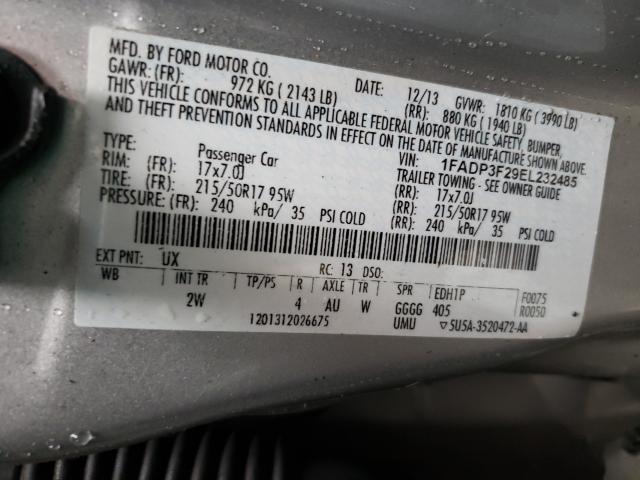 MFD. BY FORD MOTOR CO.
DATE: 12/13 GVWR: 1810 KG (3990 LB)
GAWR: (FR): 972 KG (2143 LB) (RR): 880 KG (1940 LB)
THIS VEHICLE CONFORMS TO ALL APPLICABLE FEDERAL MOTOR VEHICLE SAFETY, BUMPER,
AND THEFT PREVENTION STANDARDS IN EFFECT ON THE DATE OF MANUFACTURE SHOWN ABOVE.
VIN: 1FADP3F29EL232485
TYPE: Passenger Car TRAILER TOWING - SEE OWNER GUIDE
RIM: (FR): 17x7.0J (RR): 17x7.0J
TIRE: (FR): 215/50R17 95W (RR): 215/50R17 95W
PRESSURE: (FR): 240 kPa/ 35 PSI COLD (RR): 240 kPa/ 35 PSI COLD
EXT PNT: UX RC: 13 DSO:
WB INT TR TP/PS R AXLE TR SPR EDH1P F0075
2W 4 AU W GGGG 405 R0050
1201312026675 UMU ▽5U5A-3520472-AA